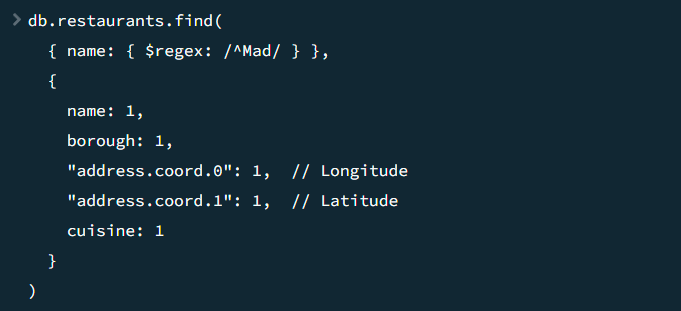 db.restaurants.find(
{ name: { $regex: /^Mad/ } },
{
name: 1,
borough: 1,
"address.coord.0": 1,  // Longitude
"address.coord.1": 1,  // Latitude
cuisine: 1
}
)